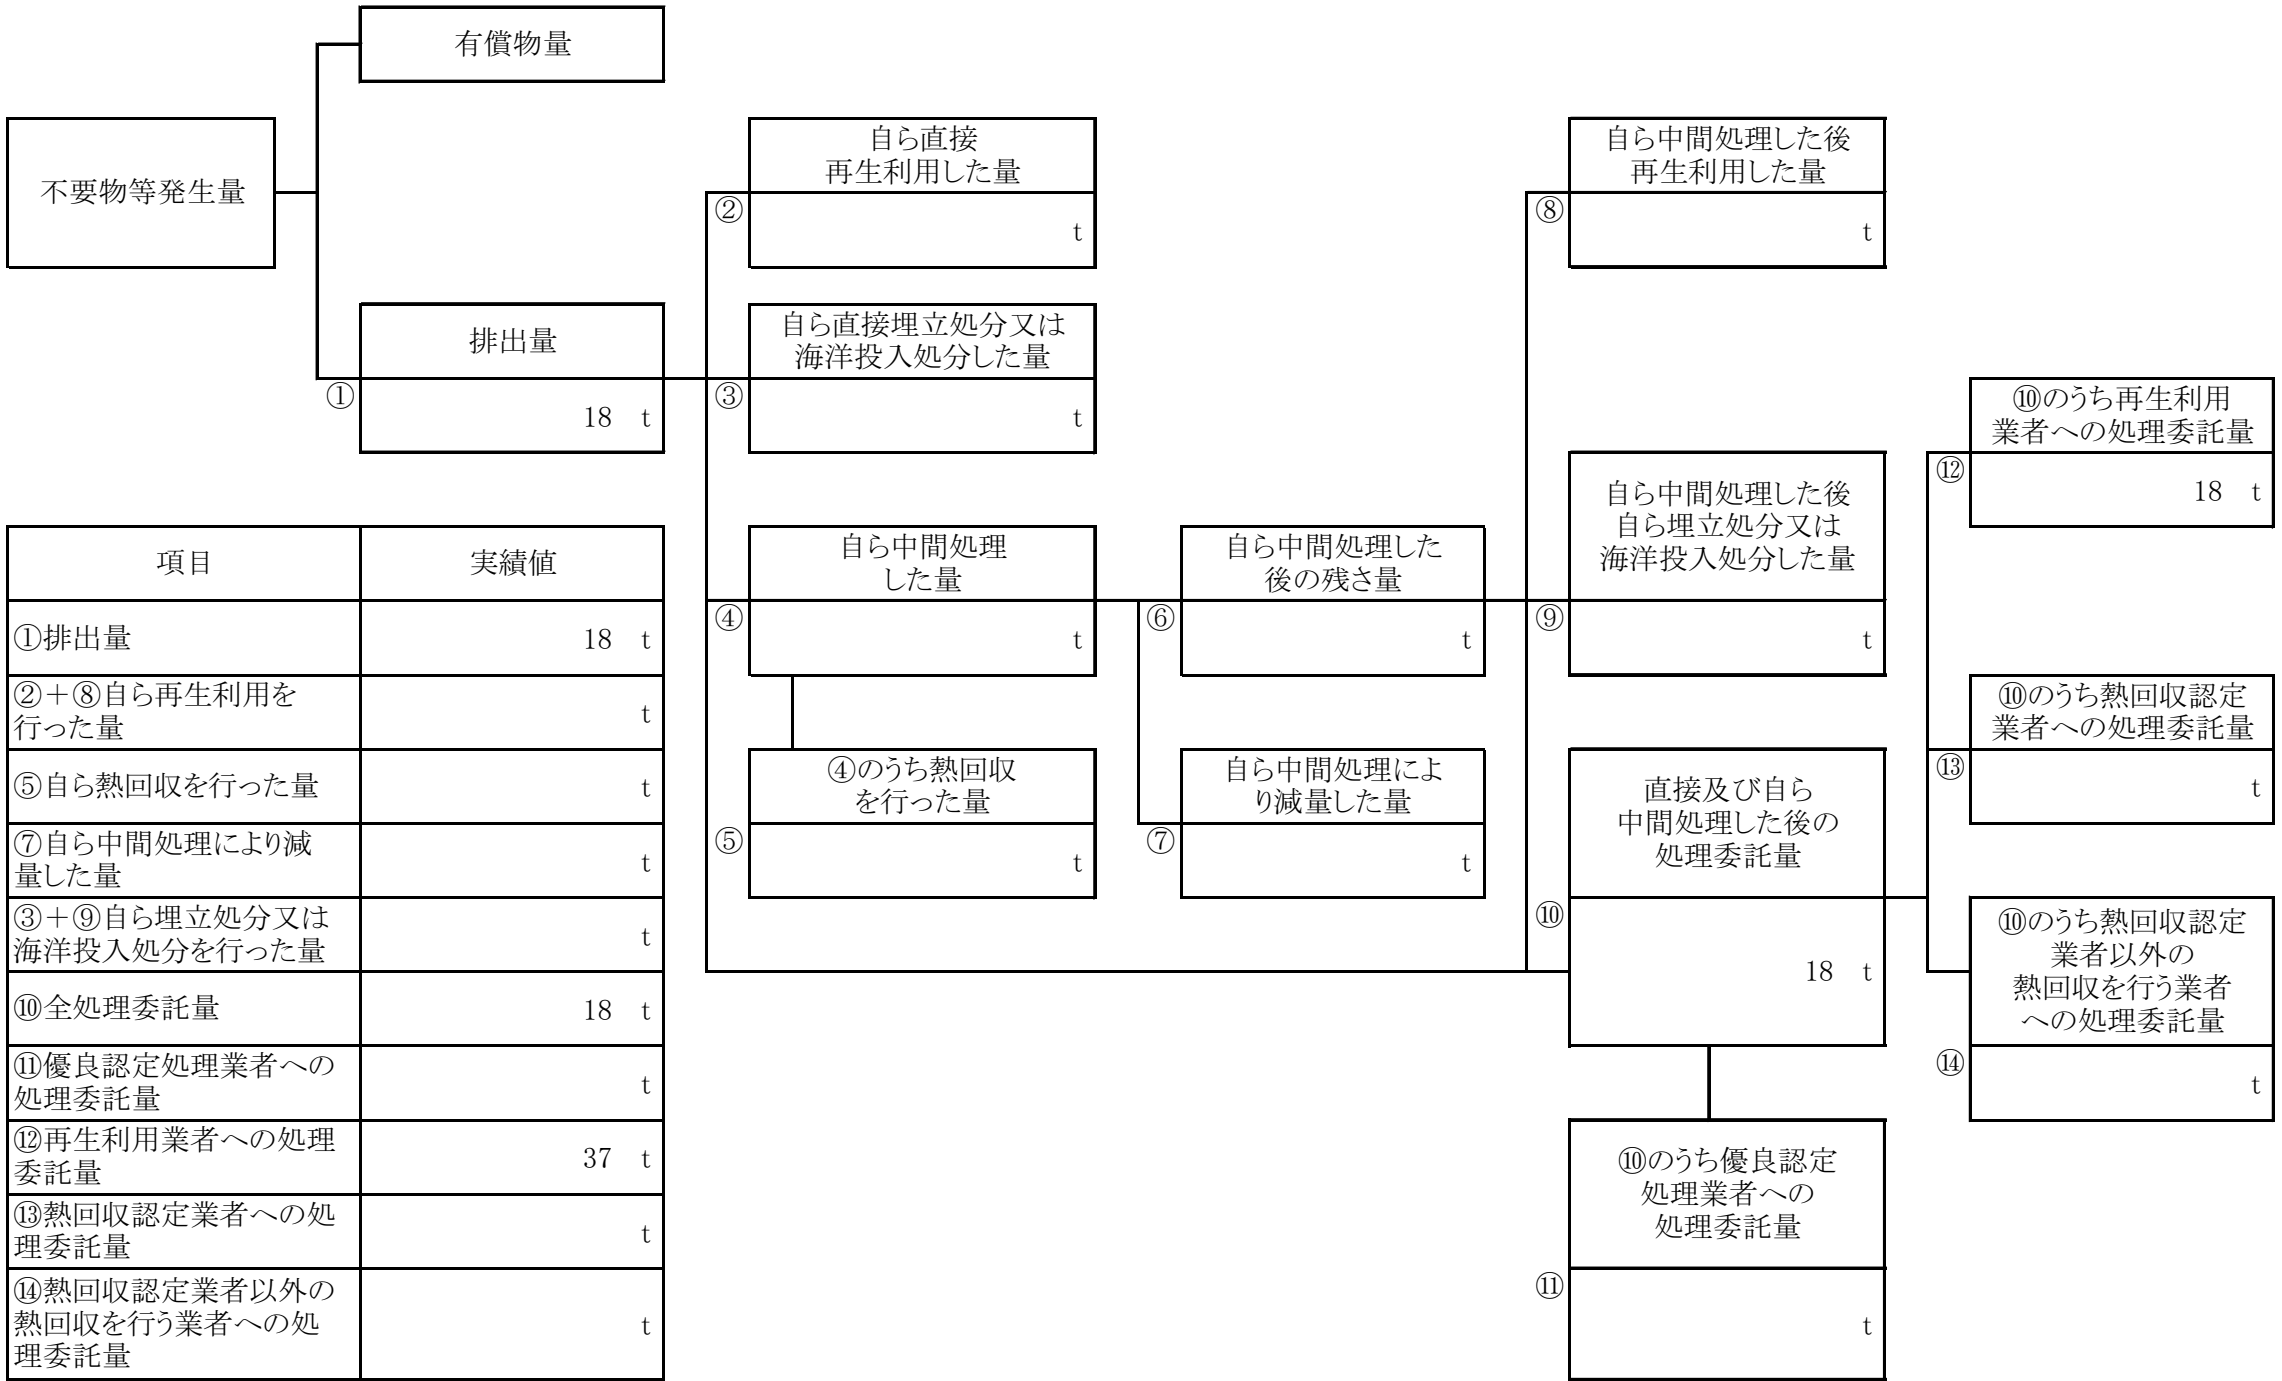 有償物量
不要物等発生量
排出量
①
18 t
自ら直接
再生利用した量
②
t
自ら直接埋立処分又は
海洋投入処分した量
③
t
自ら中間処理
した量
④
t
④のうち熱回収
を行った量
⑤
t
自ら中間処理した
後の残さ量
⑥
t
自ら中間処理によ
り減量した量
⑦
t
自ら中間処理した後
再生利用した量
⑧
t
自ら中間処理した後
自ら埋立処分又は
海洋投入処分した量
⑨
t
直接及び自ら
中間処理した後の
処理委託量
⑩
18 t
⑩のうち優良認定
処理業者への
処理委託量
⑪
t
⑩のうち再生利用
業者への処理委託量
⑫
18 t
⑩のうち熱回収認定
業者への処理委託量
⑬
t
⑩のうち熱回収認定
業者以外の
熱回収を行う業者
への処理委託量
⑭
t
項目 実績値
①排出量 18 t
②+⑧自ら再生利用を
行った量
t
⑤自ら熱回収を行った量 t
⑦自ら中間処理により減
量した量
t
③+⑨自ら埋立処分又は
海洋投入処分を行った量
t
⑩全処理委託量 18 t
⑪優良認定処理業者への
処理委託量
t
⑫再生利用業者への処理
委託量
37 t
⑬熱回収認定業者への処
理委託量
t
⑭熱回収認定業者以外の
熱回収を行う業者への処
理委託量
t